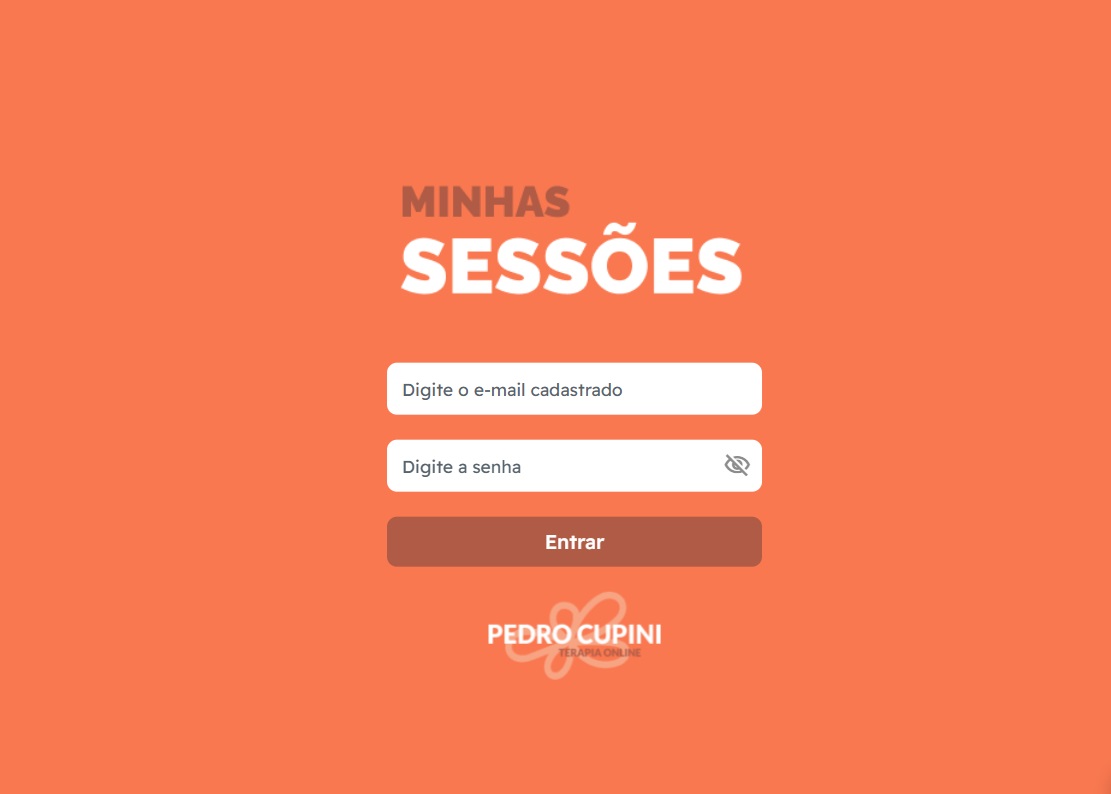 MINHAS
SESSÕES
Digite o e-mail cadastrado
Digite a senha
Entrar
PEDRO CUPINI
TERAPIA ONLINE